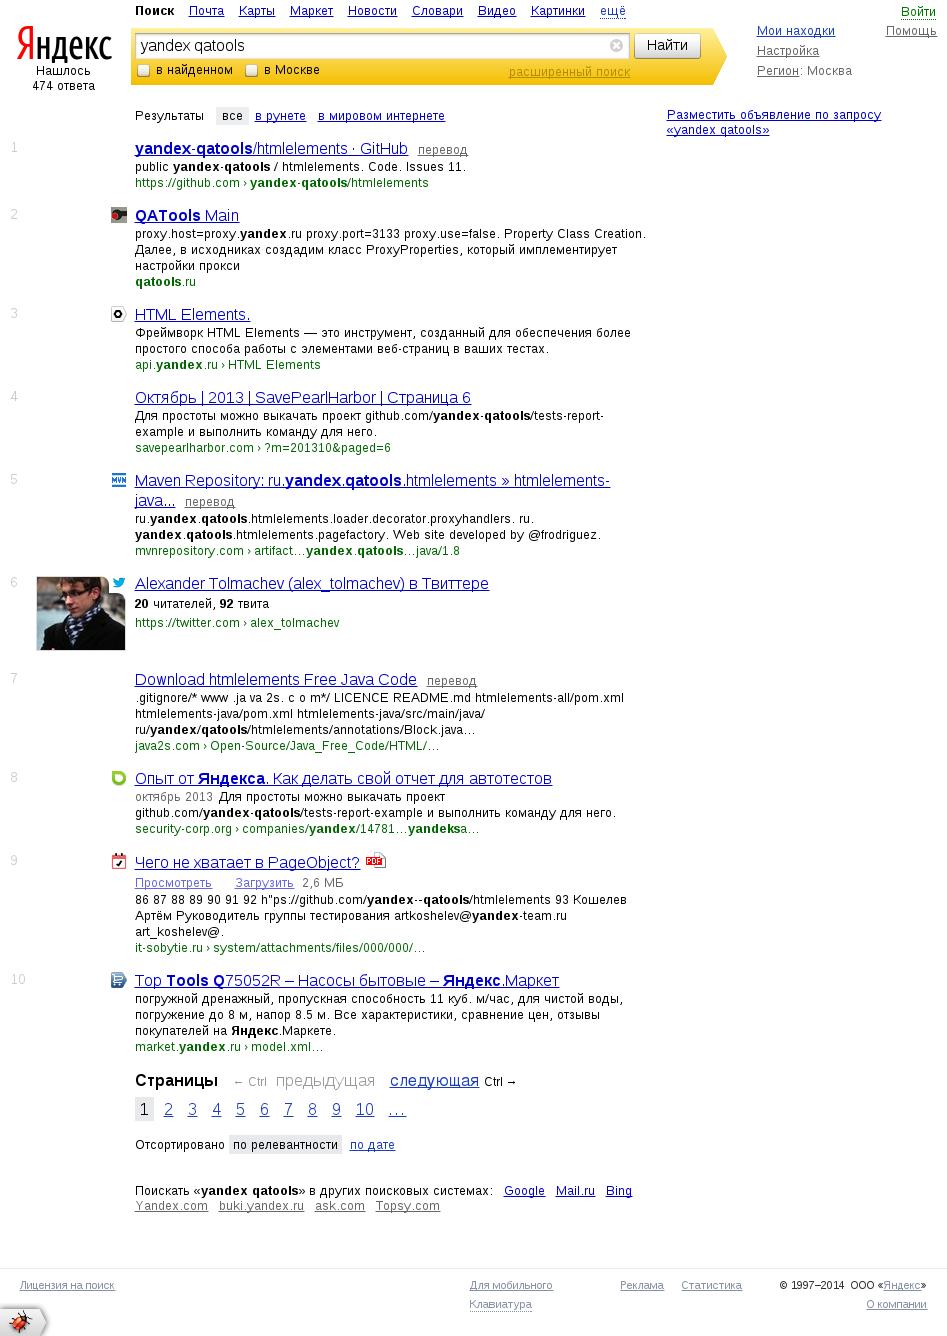 Поиск Почта Карты Маркет Новости Словари Видео Картинки ещё
Войти
Яндекс
yandex qatools
Найти
Мои находки
Помощь
Нашлось
474 ответа
в найденном
в Москве
расширенный поиск
Настройка
Регион: Москва
Результаты все в рунете в мировом интернете
Разместить объявление по запросу
«yandex qatools»
1
yandex-qatools/htmlelements · GitHub перевод
public yandex-qatools / htmlelements. Code. Issues 11.
https://github.com › yandex-qatools/htmlelements
2
QATools Main
proxy.host=proxy.yandex.ru proxy.port=3133 proxy.use=false. Property Class Creation.
Далее, в исходниках создадим класс ProxyProperties, который имплементирует
настройки прокси
qatools.ru
3
HTML Elements.
Фреймворк HTML Elements — это инструмент, созданный для обеспечения более
простого способа работы с элементами веб-страниц в ваших тестах.
api.yandex.ru › HTML Elements
4
Октябрь | 2013 | SavePearlHarbor | Страница 6
Для простоты можно выкачать проект github.com/yandex-qatools/tests-report-
example и выполнить команду для него.
savepearlharbor.com › ?m=201310&paged=6
5
MVN
Maven Repository: ru.yandex.qatools.htmlelements » htmlelements-
java... перевод
ru.yandex.qatools.htmlelements.loader.decorator.proxyhandlers. ru.
yandex.qatools.htmlelements.pagefactory. Web site developed by @frodriguez.
mvnrepository.com › artifact...yandex.qatools...java/1.8
6
Alexander Tolmachev (alex_tolmachev) в Твиттере
20 читателей, 92 твита
https://twitter.com › alex_tolmachev
7
Download htmlelements Free Java Code перевод
.gitignore/* www .ja va 2s. c o m*/ LICENCE README.md htmlelements-all/pom.xml
htmlelements-java/pom.xml htmlelements-java/src/main/java/
ru/yandex/qatools/htmlelements/annotations/Block.java...
java2s.com › Open-Source/Java_Free_Code/HTML/...
8
Опыт от Яндекса. Как делать свой отчет для автотестов
октябрь 2013 Для простоты можно выкачать проект
github.com/yandex-qatools/tests-report-example и выполнить команду для него.
security-corp.org › companies/yandex/14781...yandeksa...
9
Чего не хватает в PageObject? PDF
Просмотреть Загрузить 2,6 МБ
86 87 88 89 90 91 92 h"ps://github.com/yandex-­‐qatools/htmlelements 93 Кошелев
Артём Руководитель группы тестирования artkoshelev@yandex-team.ru
art_koshelev@.
it-sobytie.ru › system/attachments/files/000/000/...
10
Top Tools Q75052R – Насосы бытовые – Яндекс.Маркет
погружной дренажный, пропускная способность 11 куб. м/час, для чистой воды,
погружение до 8 м, напор 8.5 м. Все характеристики, сравнение цен, отзывы
покупателей на Яндекс.Маркете.
market.yandex.ru › model.xml...
Страницы ← Ctrl предыдущая следующая Ctrl →
1 2 3 4 5 6 7 8 9 10 ...
Отсортировано по релевантности по дате
Поискать «yandex qatools» в других поисковых системах: Google Mail.ru Bing
Yandex.com buki.yandex.ru ask.com Topsy.com
Лицензия на поиск
Для мобильного
Реклама
Статистика
© 1997–2014 ООО «Яндекс»
Клавиатура
О компании